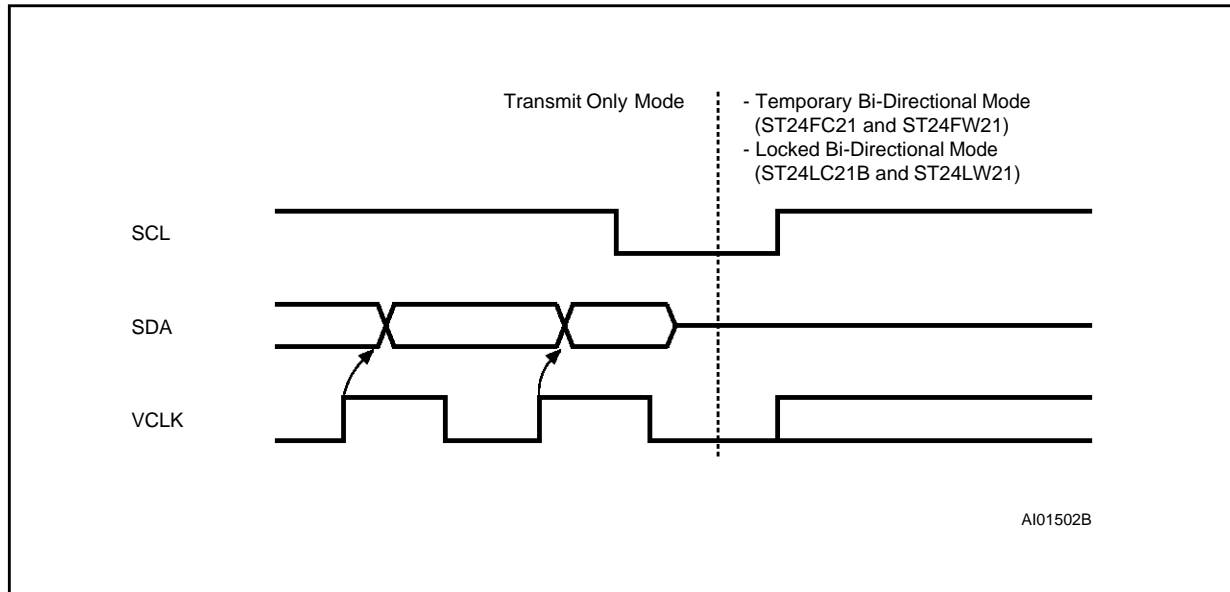 Transmit Only Mode
- Temporary Bi-Directional Mode
(ST24FC21 and ST24FW21)
- Locked Bi-Directional Mode
(ST24LC21B and ST24LW21)
SCL
SDA
VCLK
AI01502B